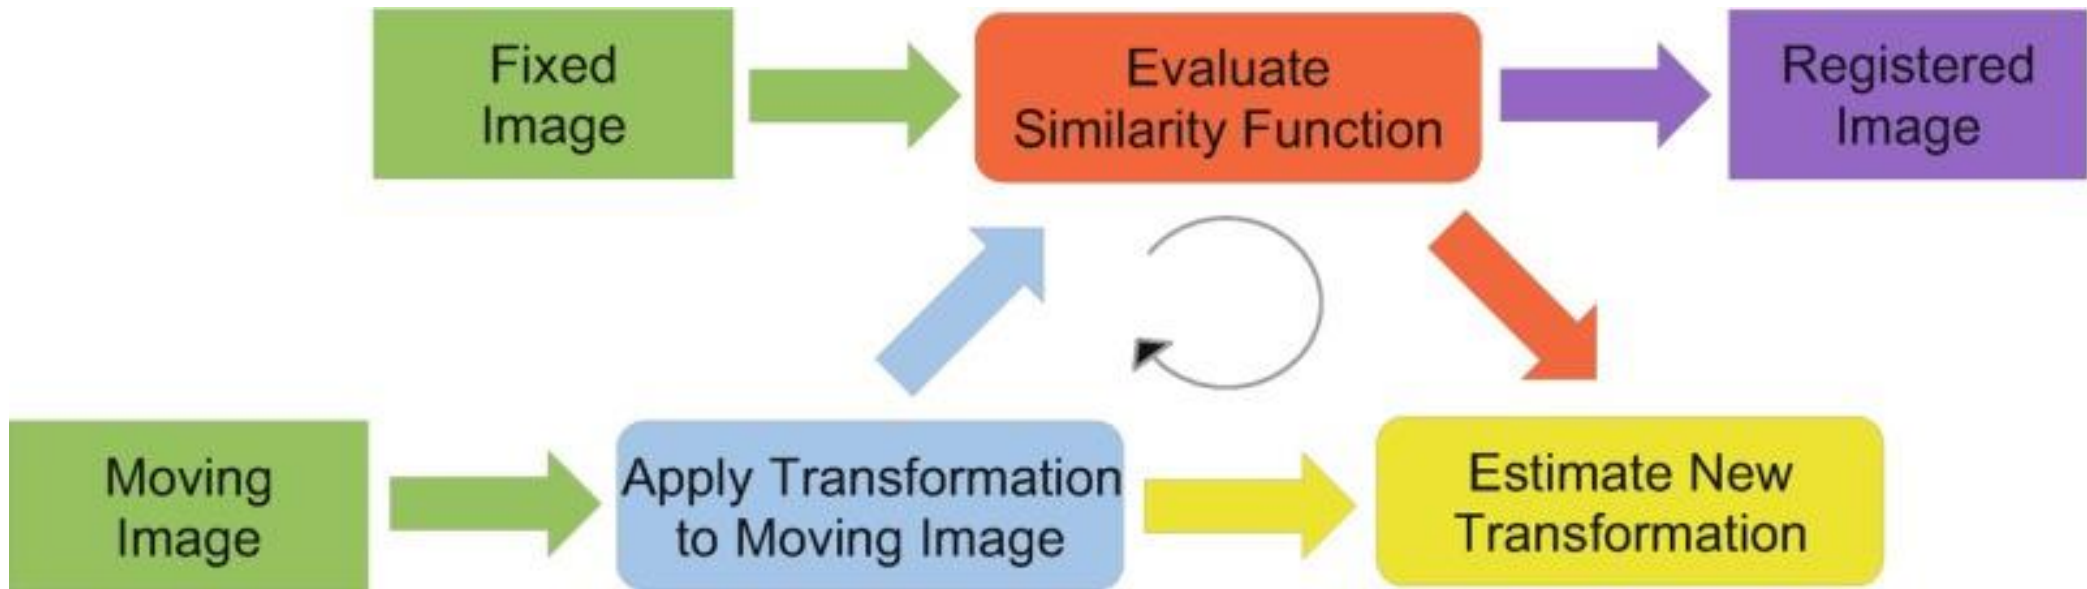 Fixed
Image
Evaluate
Similarity Function
Registered
Image
Moving
Image
Apply Transformation
to Moving Image
Estimate New
Transformation